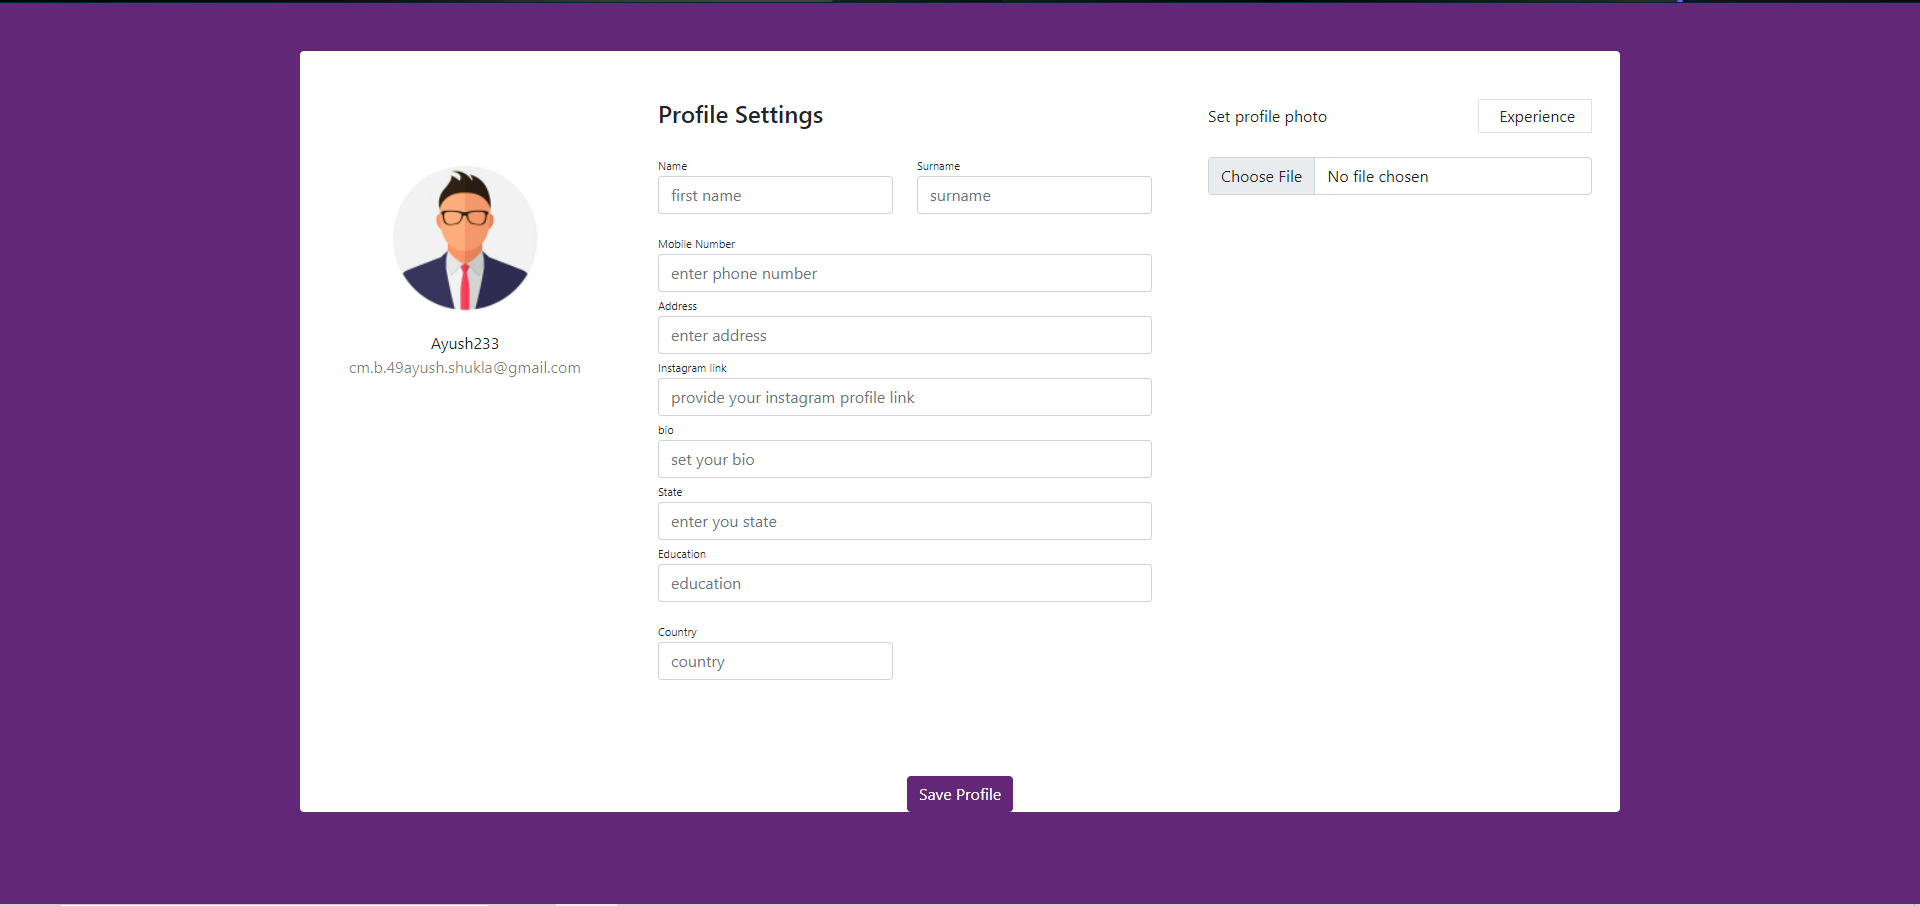 Ayush233
cm.b.49ayush.shukla@gmail.com
Profile Settings
Name
first name
Surname
surname
Mobile Number
enter phone number
Address
enter address
Instagram link
provide your instagram profile link
bio
set your bio
State
enter you state
Education
education
Country
country
Set profile photo
Experience
Choose File
No file chosen
Save Profile